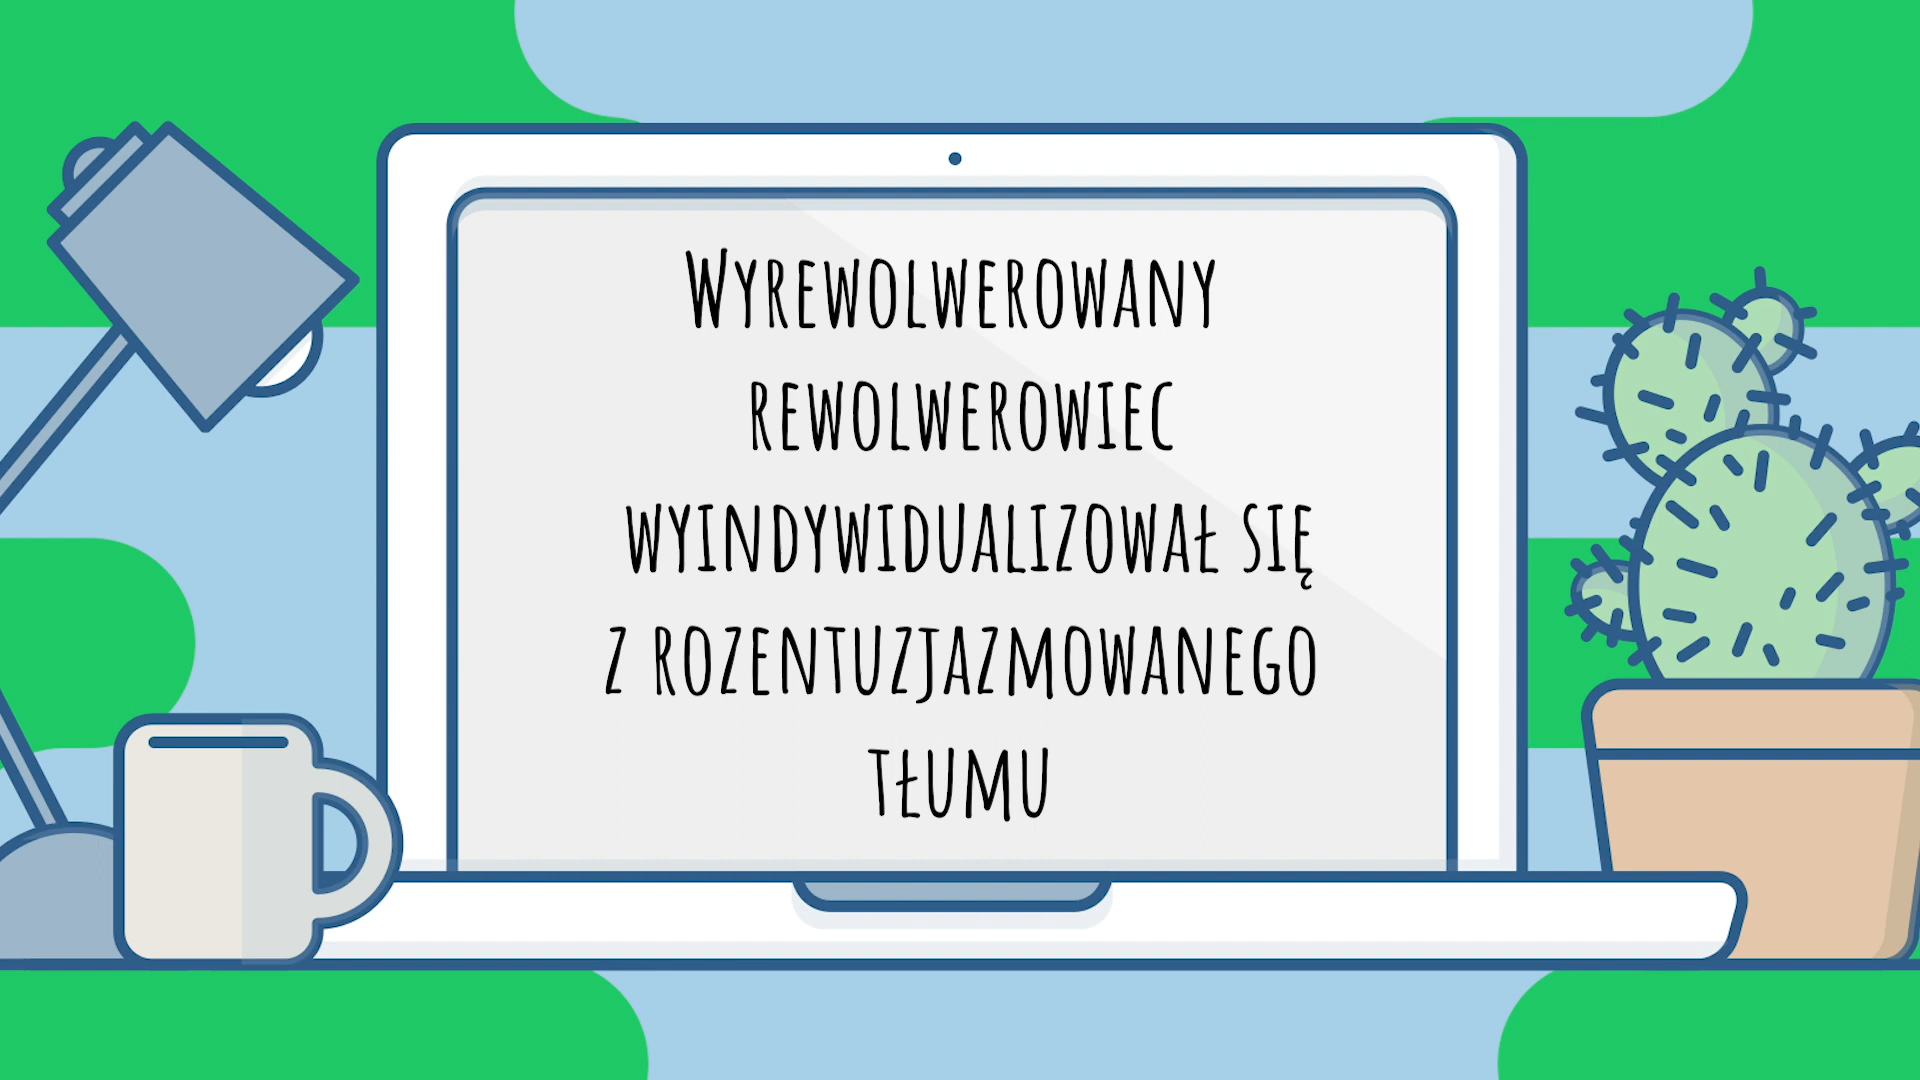 Wyrewolwerowany
rewolwerowiec
wyindywidualizował się
z rozentuzjazmowanego
tłumu